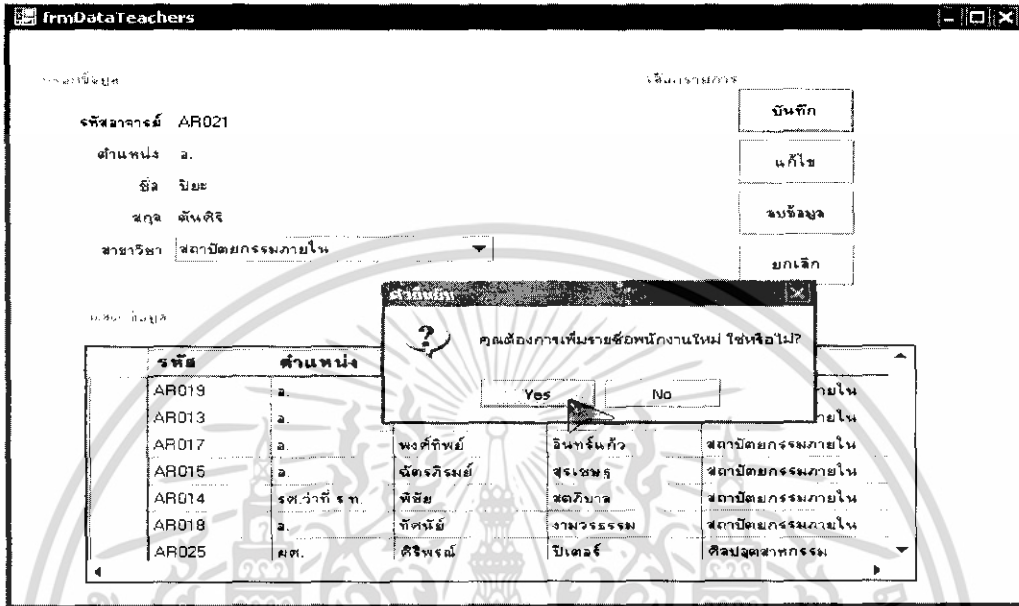 frmDataTeachers
รหัสอาจารย์ AR021
ตำแหน่ง อ.
ชื่อ ปิยะ
สกุล ตันศิริ
สาขาวิชา สถาปัตยกรรมภายใน
บันทึก
แก้ไข
ลบข้อมูล
ยกเลิก
คุณต้องการเพิ่มรายชื่อพนักงานใหม่ ใช่หรือไม่?
Yes No
รหัส ตำแหน่ง
AR019 อ. ายใน
AR013 อ. ายใน
AR017 อ. พงศ์ทิพย์ อินทร์แก้ว สถาปัตยกรรมภายใน
AR015 อ. ฉัตรภิรมย์ สุรเชษฐ สถาปัตยกรรมภายใน
AR014 รศ.ว่าที่ ร.ท. พิชัย สดภิบาล สถาปัตยกรรมภายใน
AR018 อ. ทัศนัย์ งามวรธรรม สถาปัตยกรรมภายใน
AR025 ผศ. ศิริพรณ์ ปีเตอร์ ศิลปอุตสาหกรรม